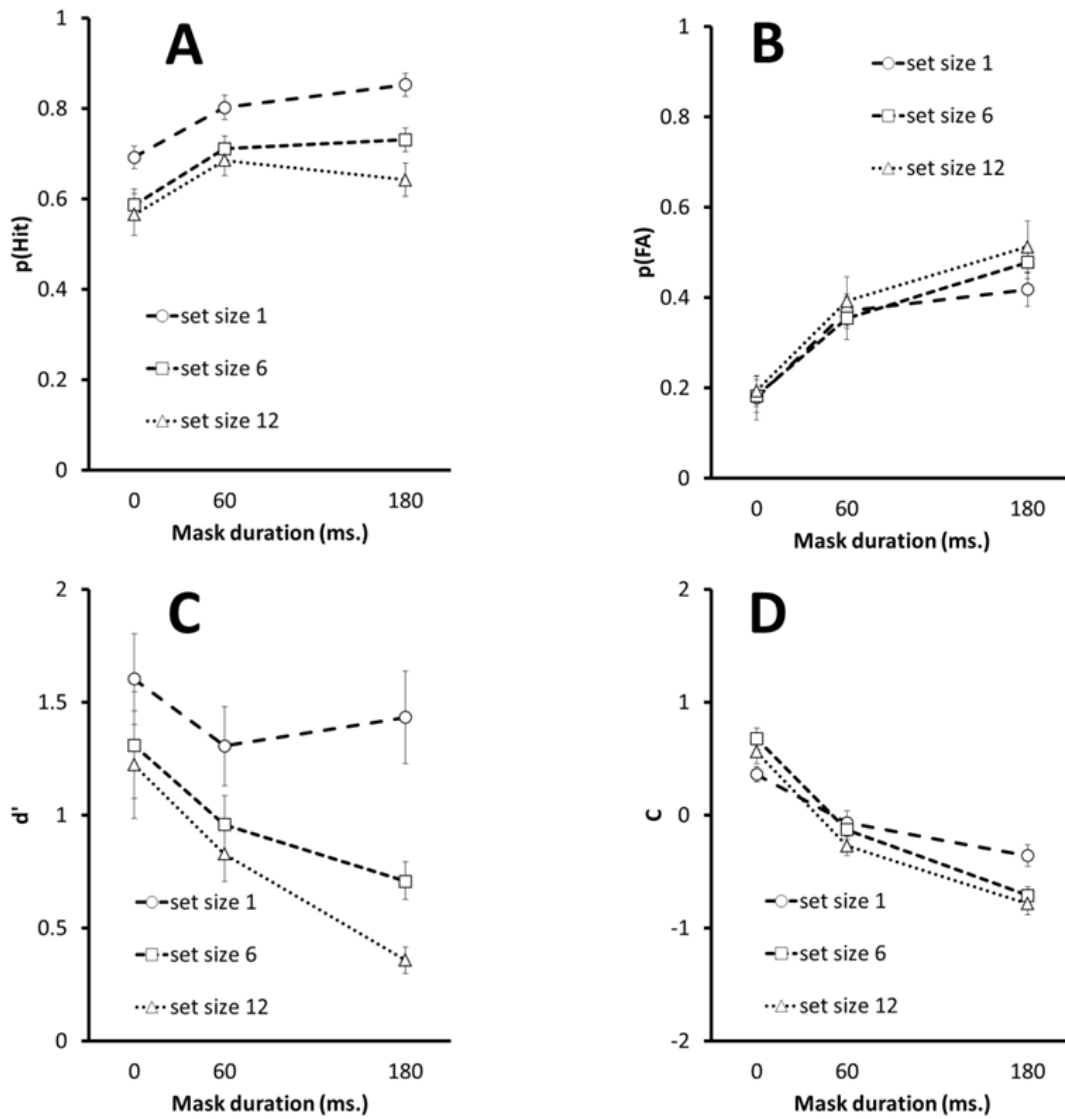 A
1
0.8
0.6
0.4
0.2
0
p(Hit)
set size 1
set size 6
set size 12
0 60 180
Mask duration (ms.)
B
1
0.8
0.6
0.4
0.2
0
p(FA)
set size 1
set size 6
set size 12
0 60 180
Mask duration (ms.)
C
2
1.5
1
0.5
0
d'
set size 1
set size 6
set size 12
0 60 180
Mask duration (ms.)
D
2
1
0
-1
-2
C
set size 1
set size 6
set size 12
0 60 180
Mask duration (ms.)